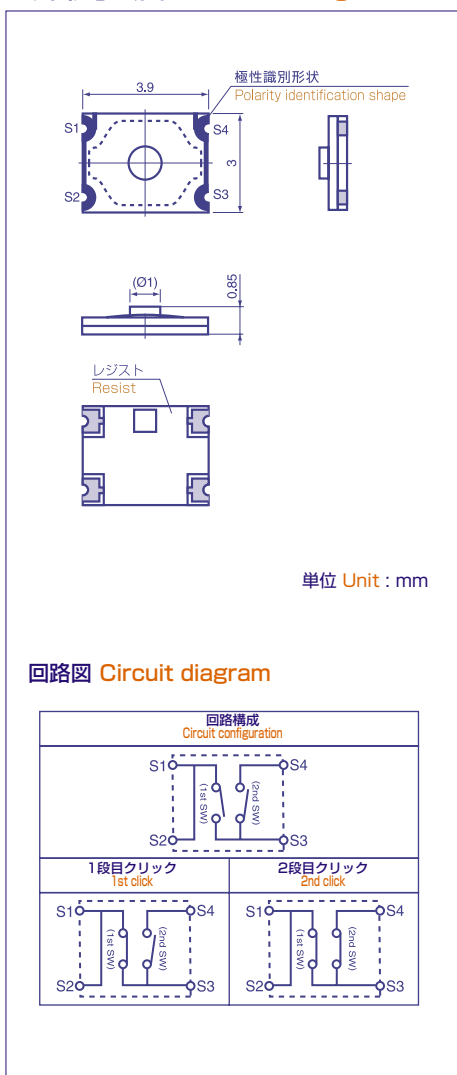 3.9
極性識別形状
Polarity identification shape
S1
S4
3
S2
S3
(Ø1)
0.85
レジスト
Resist
単位 Unit : mm
回路図 Circuit diagram
回路構成
Circuit configuration
S1
S4
(1st SW)
(2nd SW)
S2
S3
1段目クリック
1st click
2段目クリック
2nd click
S1
S4
(1st SW)
(2nd SW)
S2
S3
S1
S4
(1st SW)
(2nd SW)
S2
S3